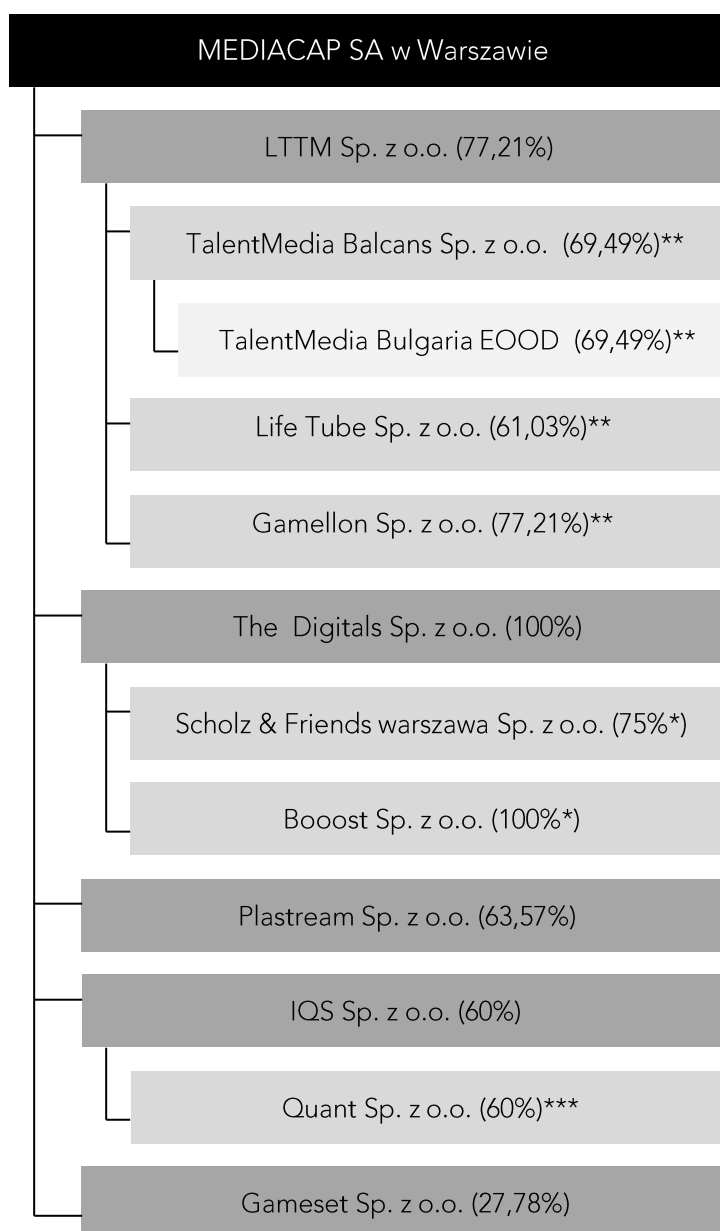 MEDIACAP SA w Warszawie
LTTM Sp. z o.o. (77,21%)
TalentMedia Balcans Sp. z o.o. (69,49%)**
TalentMedia Bulgaria EOOD (69,49%)**
Life Tube Sp. z o.o. (61,03%)**
Gamellon Sp. z o.o. (77,21%)**
The Digitals Sp. z o.o. (100%)
Scholz & Friends warszawa Sp. z o.o. (75%*)
Booost Sp. z o.o. (100%*)
Plastream Sp. z o.o. (63,57%)
IQS Sp. z o.o. (60%)
Quant Sp. z o.o. (60%)***
Gameset Sp. z o.o. (27,78%)